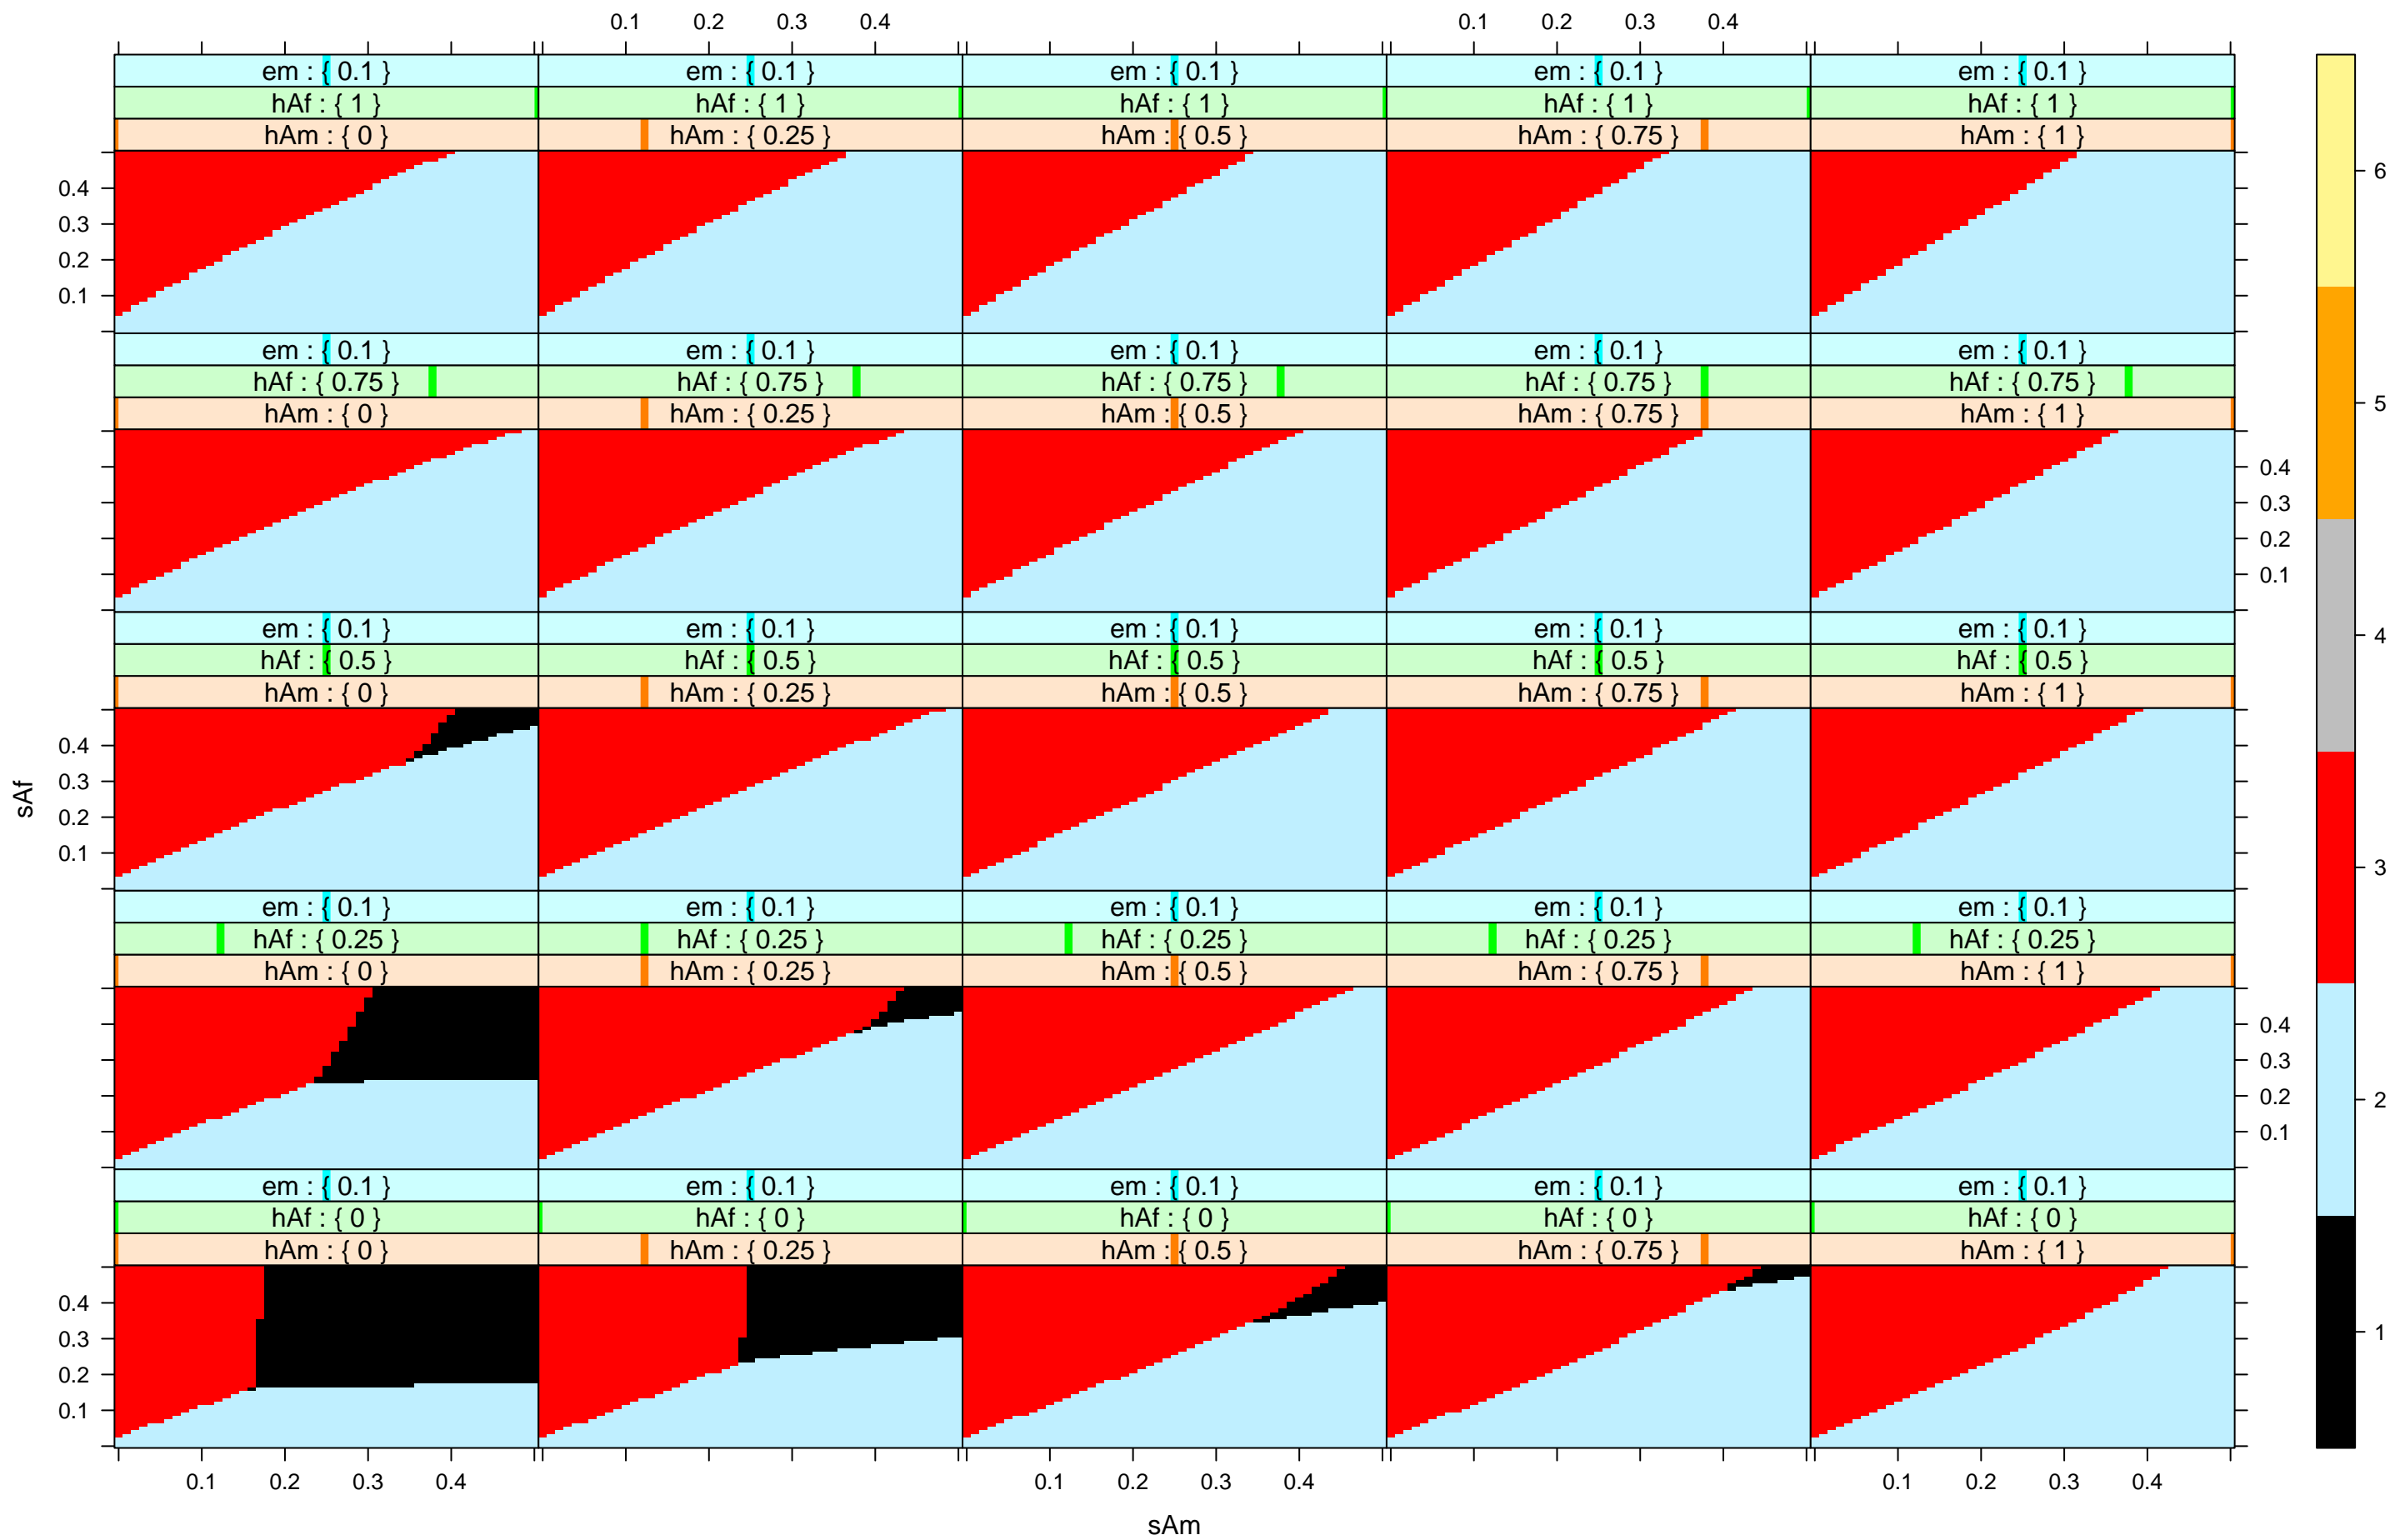 0.1 0.2 0.3 0.4 0.1 0.2 0.3 0.4
em : { 0.1 } em : { 0.1 } em : { 0.1 } em : { 0.1 } em : { 0.1 }
hAf : { 1 } hAf : { 1 } hAf : { 1 } hAf : { 1 } hAf : { 1 }
hAm : { 0 } hAm : { 0.25 } hAm : { 0.5 } hAm : { 0.75 } hAm : { 1 }
6
0.4
0.3
0.2
0.1
em : { 0.1 } em : { 0.1 } em : { 0.1 } em : { 0.1 } em : { 0.1 }
hAf : { 0.75 } hAf : { 0.75 } hAf : { 0.75 } hAf : { 0.75 } hAf : { 0.75 }
5
hAm : { 0 } hAm : { 0.25 } hAm : { 0.5 } hAm : { 0.75 } hAm : { 1 }
0.4
0.3
0.2
0.1
em : { 0.1 } em : { 0.1 } em : { 0.1 } em : { 0.1 } em : { 0.1 }
4
hAf : { 0.5 } hAf : { 0.5 } hAf : { 0.5 } hAf : { 0.5 } hAf : { 0.5 }
hAm : { 0 } hAm : { 0.25 } hAm : { 0.5 } hAm : { 0.75 } hAm : { 1 }
0.4
0.3
sAf
0.2
0.1
3
em : { 0.1 } em : { 0.1 } em : { 0.1 } em : { 0.1 } em : { 0.1 }
hAf : { 0.25 } hAf : { 0.25 } hAf : { 0.25 } hAf : { 0.25 } hAf : { 0.25 }
hAm : { 0 } hAm : { 0.25 } hAm : { 0.5 } hAm : { 0.75 } hAm : { 1 }
0.4
0.3
0.2
2
0.1
em : { 0.1 } em : { 0.1 } em : { 0.1 } em : { 0.1 } em : { 0.1 }
hAf : { 0 } hAf : { 0 } hAf : { 0 } hAf : { 0 } hAf : { 0 }
hAm : { 0 } hAm : { 0.25 } hAm : { 0.5 } hAm : { 0.75 } hAm : { 1 }
0.4
1
0.3
0.2
0.1
0.1 0.2 0.3 0.4 0.1 0.2 0.3 0.4 0.1 0.2 0.3 0.4
sAm